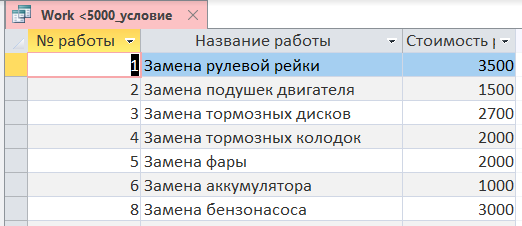 Work <5000_условие
№ работы Название работы Стоимость р
1 Замена рулевой рейки 3500
2 Замена подушек двигателя 1500
3 Замена тормозных дисков 2700
4 Замена тормозных колодок 2000
5 Замена фары 2000
6 Замена аккумулятора 1000
8 Замена бензонасоса 3000